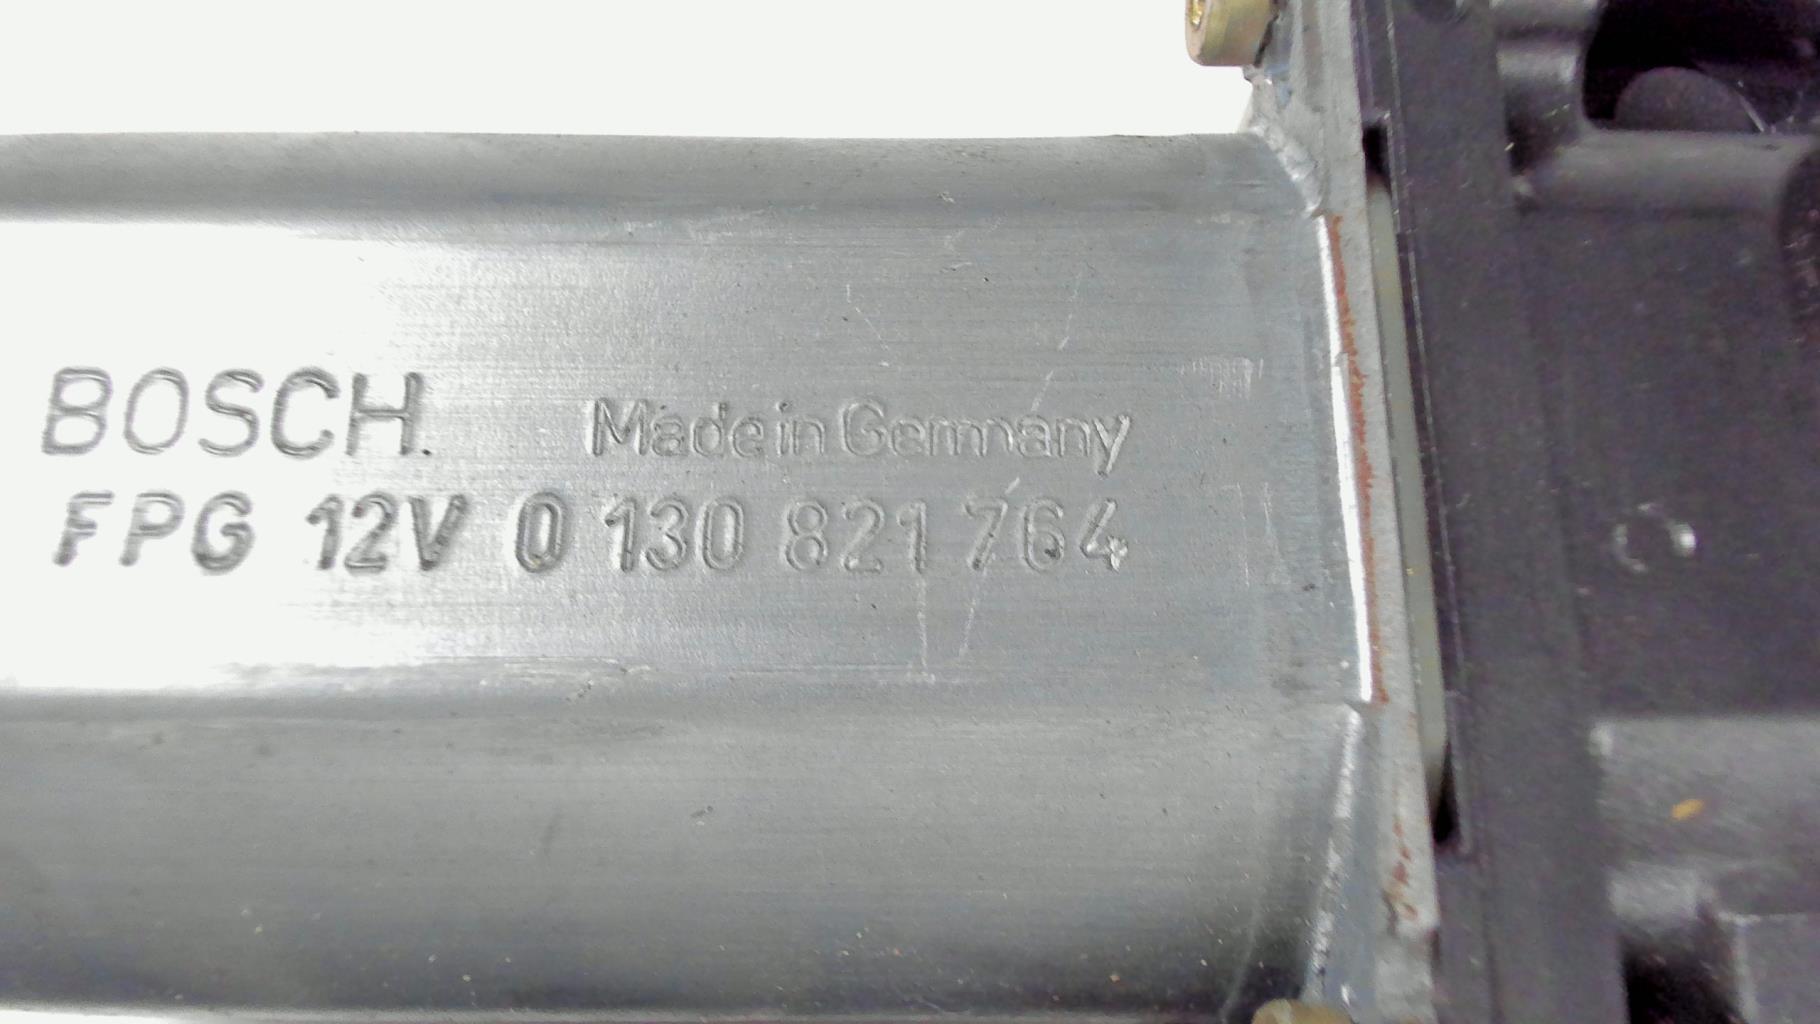 BOSCH. Made in Germany
FPG 12V 0 130 821 764